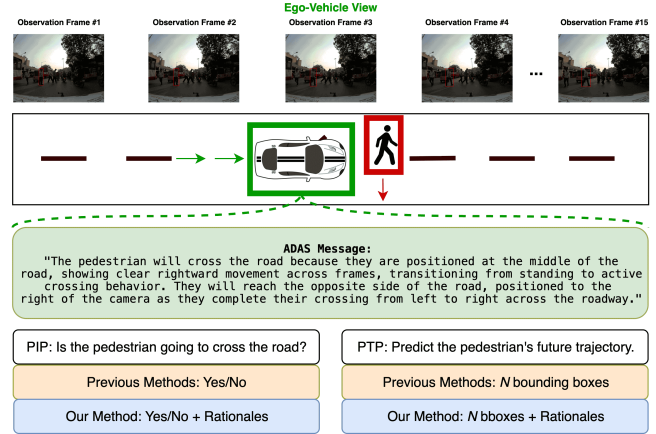 Ego-Vehicle View
Observation Frame #1
Observation Frame #2
Observation Frame #3
Observation Frame #4
Observation Frame #15
...
ADAS Message:
"The pedestrian will cross the road because they are positioned at the middle of the
road, showing clear rightward movement across frames, transitioning from standing to active
crossing behavior. They will reach the opposite side of the road, positioned to the
right of the camera as they complete their crossing from left to right across the roadway."
PIP: Is the pedestrian going to cross the road?
Previous Methods: Yes/No
Our Method: Yes/No + Rationales
PTP: Predict the pedestrian's future trajectory.
Previous Methods: N bounding boxes
Our Method: N bboxes + Rationales